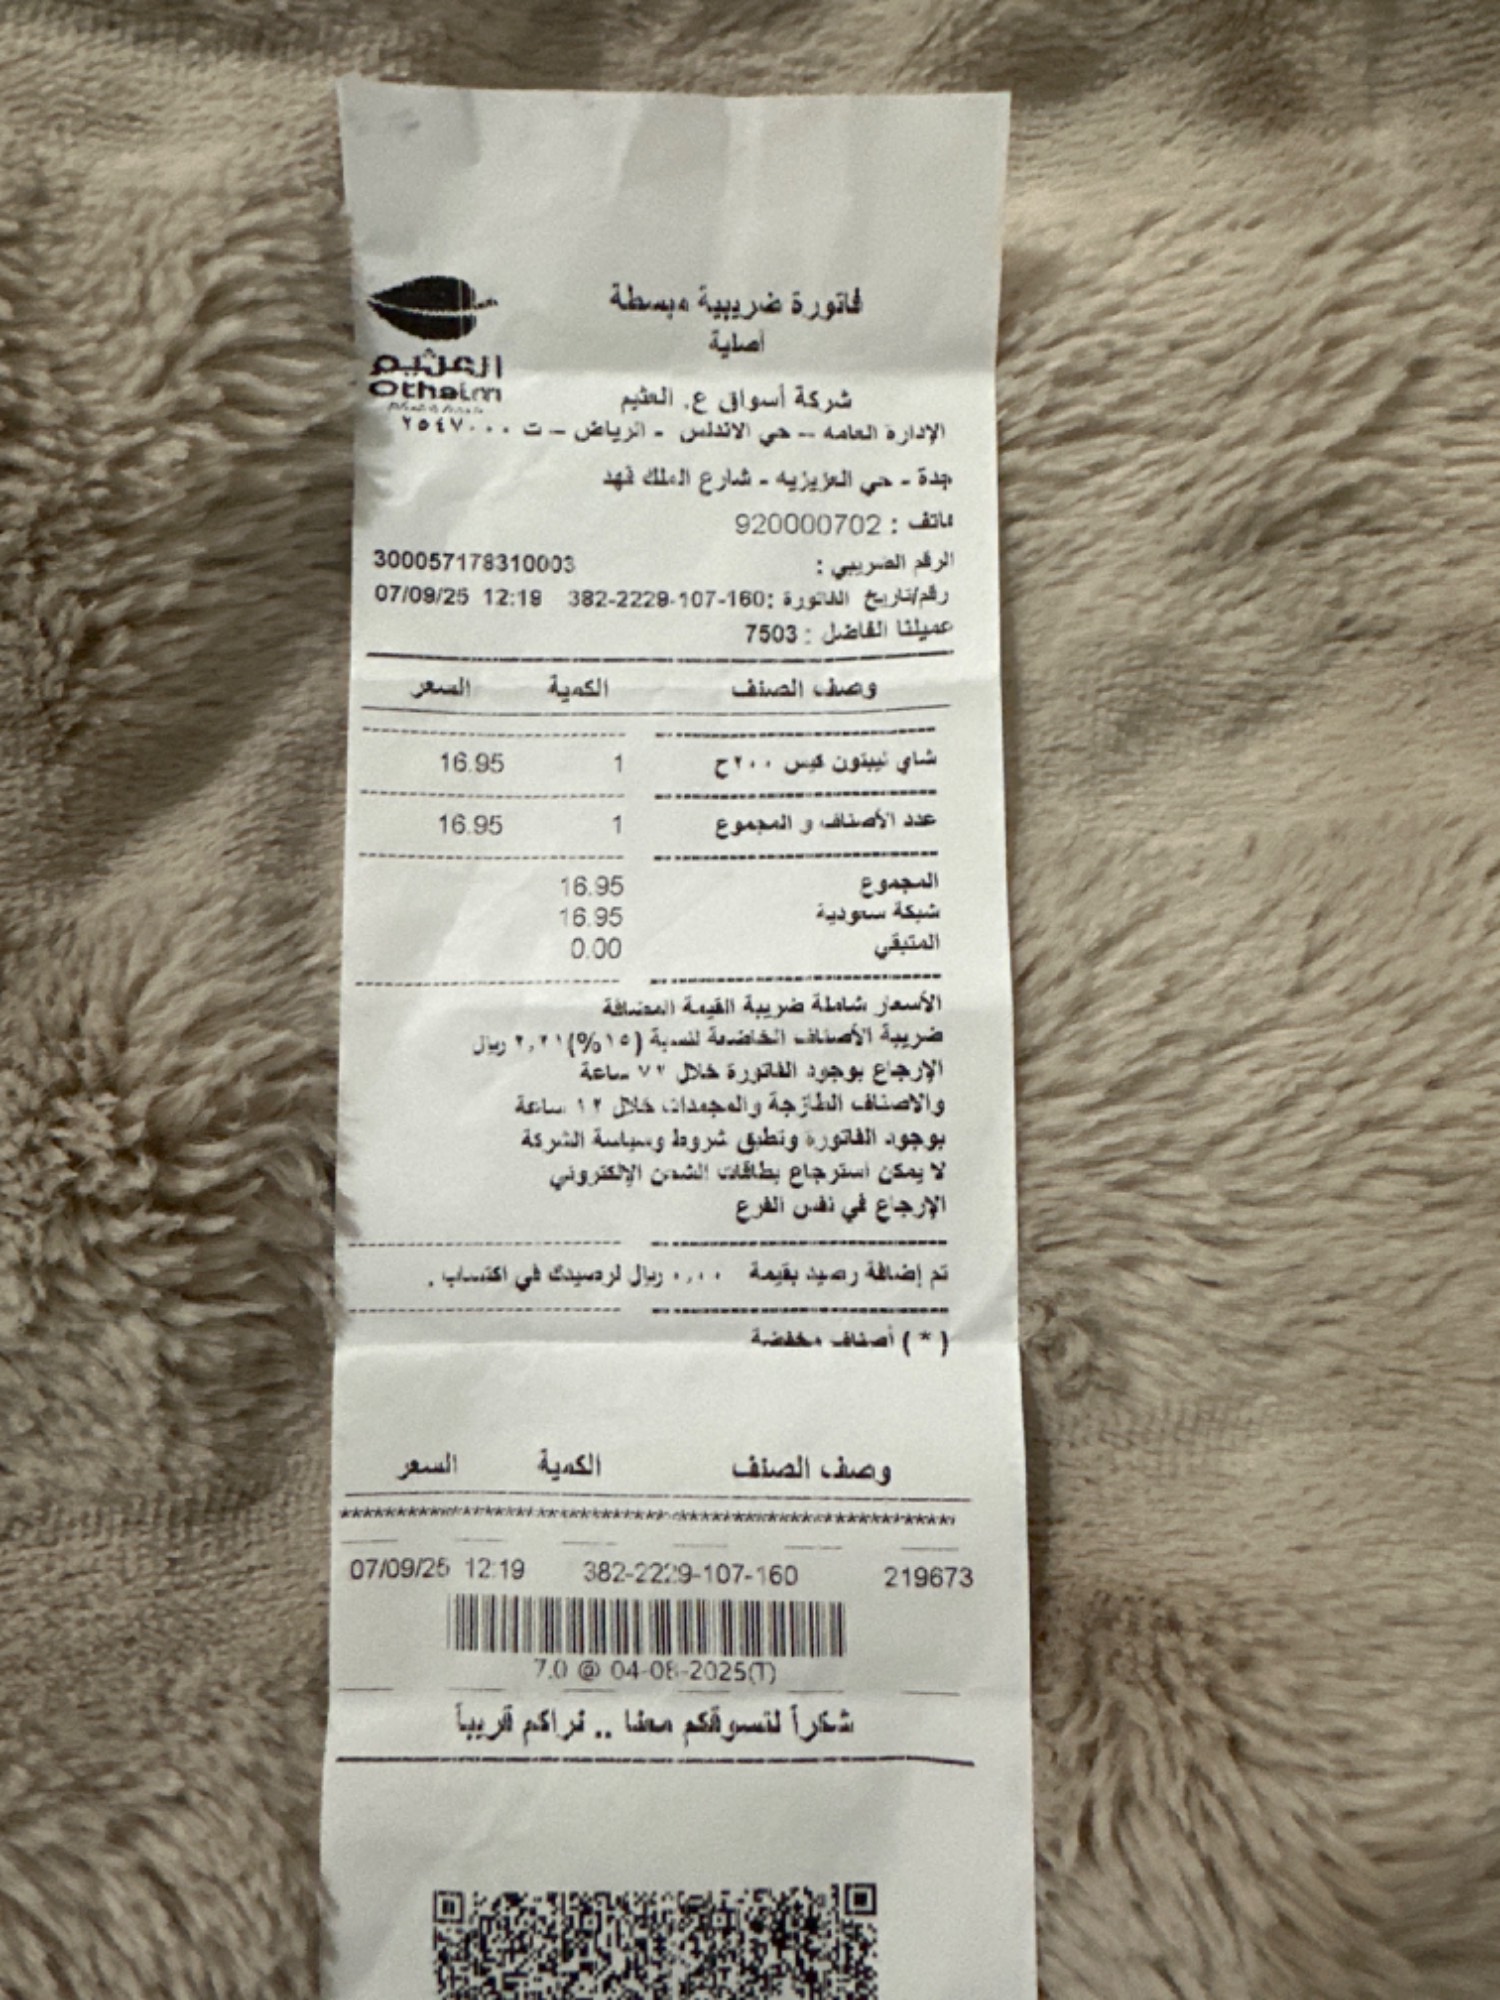 فاتورة ضريبية مبسطة
أصلية
العثيم
Othaim
شركة أسواق ع. العثيم
الإدارة العامه - حي الاندلس - الرياض - ت ٢٥٤٧٠٠٠
جدة - حي العزيزيه - شارع الملك فهد
هاتف : 920000702
الرقم الضريبي : 300057178310003
رقم/تاريخ الفاتورة :382-2229-107-160 12:19 07/09/25
عميلنا الفاضل : 7503
وصف الصنف الكمية السعر
شاي ليبتون كيس ٢٠٠ح 1 16.95
عدد الأصناف و المجموع 1 16.95
المجموع 16.95
شبكة سعودية 16.95
المتبقي 0.00
الأسعار شاملة ضريبة القيمة المضافة
ضريبة الأصناف الخاضعة لنسبة (١٥%)٢,٢١ ريال
الإرجاع بوجود الفاتورة خلال ٧٢ ساعة
والاصناف الطازجة والمجمدات خلال ١٢ ساعة
بوجود الفاتورة وتطبق شروط وسياسة الشركة
لا يمكن استرجاع بطاقات الشحن الإلكتروني
الإرجاع في نفس الفرع
تم إضافة رصيد بقيمة ٠,٠٠ ريال لرصيدك في اكتساب .
(*) أصناف مخفضة
وصف الصنف الكمية السعر
************************************************
219673 382-2229-107-160 12:19 07/09/25
7.0 @ 04-08-2025(T)
شكراً لتسوقكم معنا .. نراكم قريباً